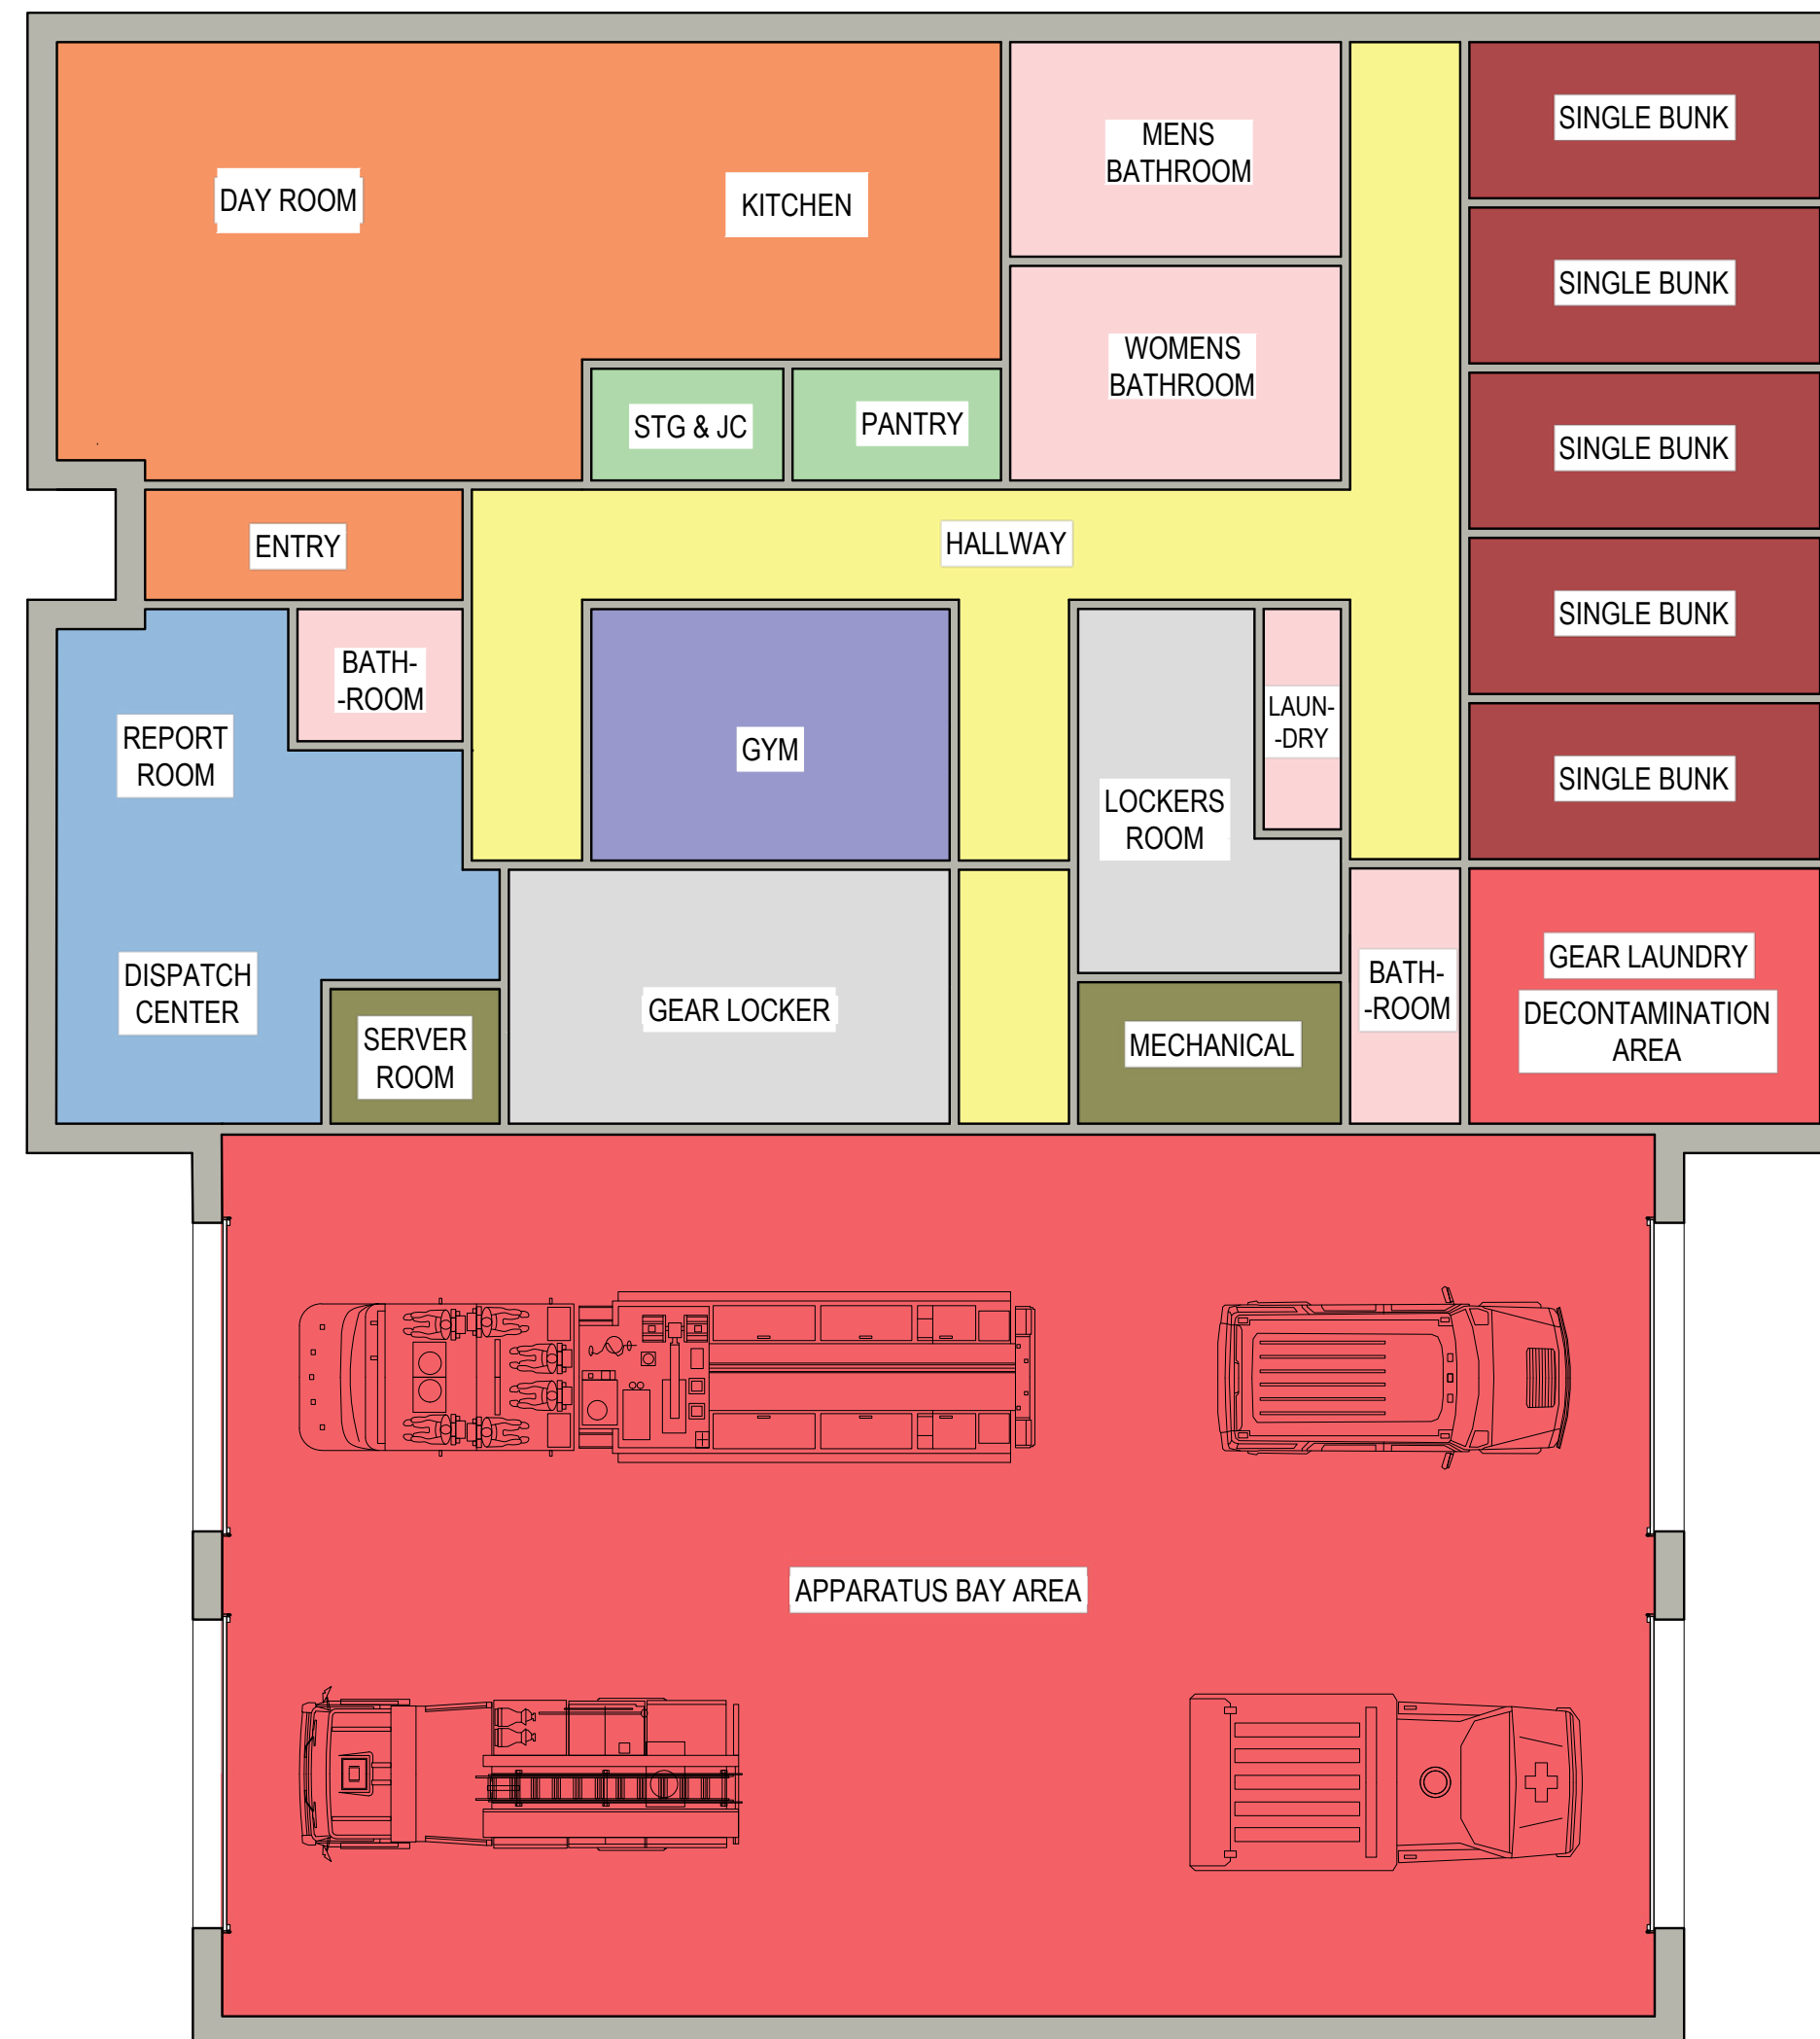 SINGLE BUNK
MENS
BATHROOM
DAY ROOM
KITCHEN
SINGLE BUNK
WOMENS
BATHROOM
STG & JC
PANTRY
SINGLE BUNK
ENTRY
HALLWAY
SINGLE BUNK
BATH-
-ROOM
REPORT
ROOM
GYM
LAUN-
-DRY
SINGLE BUNK
LOCKERS
ROOM
DISPATCH
CENTER
GEAR LOCKER
BATH-
-ROOM
GEAR LAUNDRY
DECONTAMINATION
AREA
SERVER
ROOM
MECHANICAL
APPARATUS BAY AREA